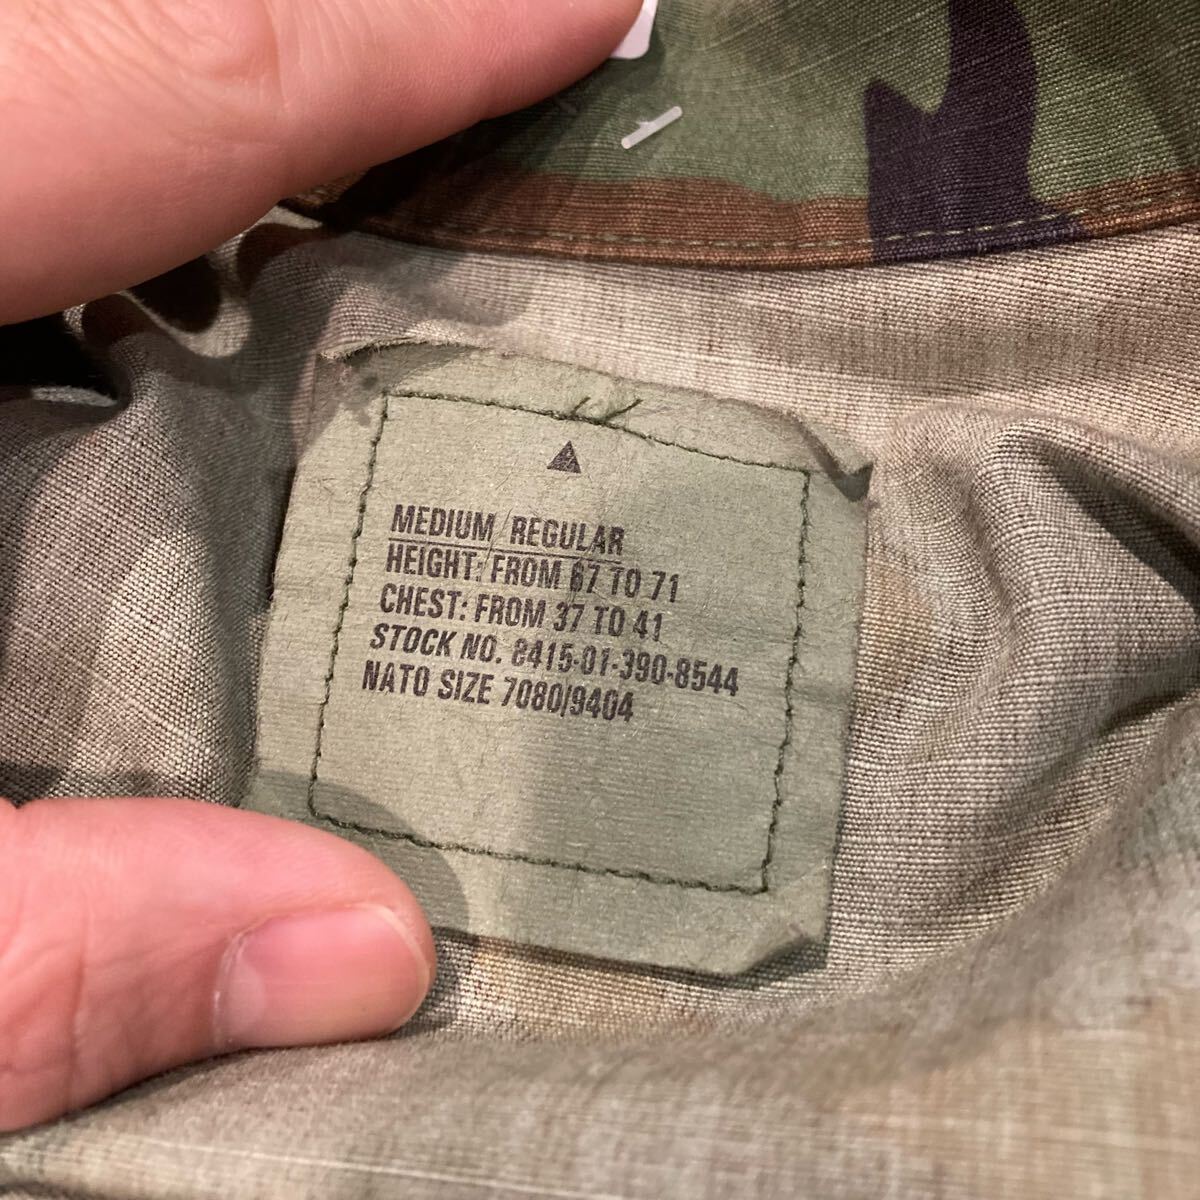 MEDIUM/REGULAR
HEIGHT: FROM 67 TO 71
CHEST: FROM 37 TO 41
STOCK NO. 8415-01-390-8544
NATO SIZE 7080/9404